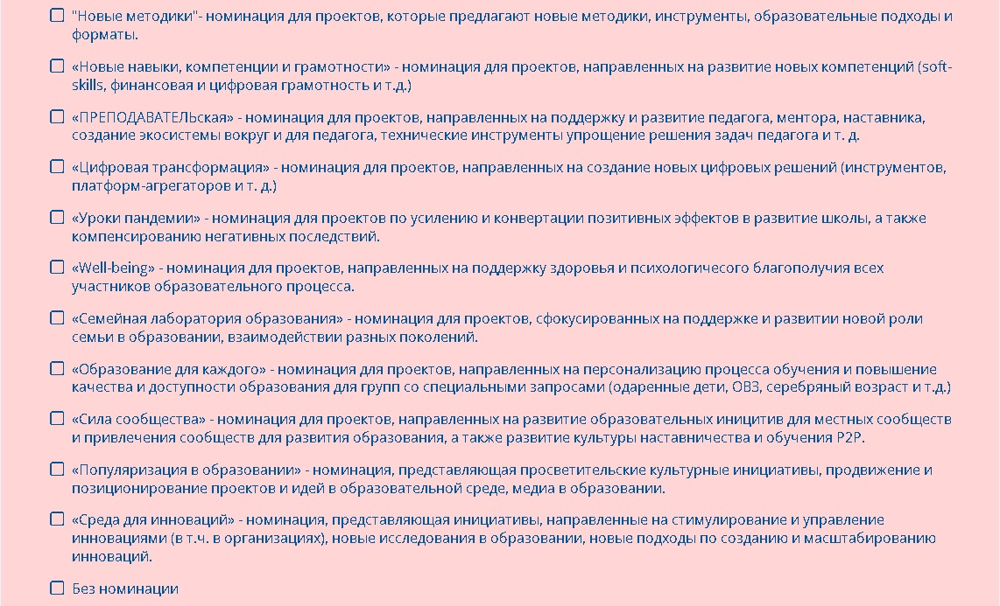 "Новые методики"- номинация для проектов, которые предлагают новые методики, инструменты, образовательные подходы и
форматы.
«Новые навыки, компетенции и грамотности» - номинация для проектов, направленных на развитие новых компетенций (soft-
skills, финансовая и цифровая грамотность и т.д.)
«ПРЕПОДАВАТЕЛЬская» - номинация для проектов, направленных на поддержку и развитие педагога, ментора, наставника,
создание экосистемы вокруг и для педагога, технические инструменты упрощение решения задач педагога и т. д.
«Цифровая трансформация» - номинация для проектов, направленных на создание новых цифровых решений (инструментов,
платформ-агрегаторов и т. д.)
«Уроки пандемии» - номинация для проектов по усилению и конвертации позитивных эффектов в развитие школы, а также
компенсированию негативных последствий.
«Well-being» - номинация для проектов, направленных на поддержку здоровья и психологичесого благополучия всех
участников образовательного процесса.
«Семейная лаборатория образования» - номинация для проектов, сфокусированных на поддержке и развитии новой роли
семьи в образовании, взаимодействии разных поколений.
«Образование для каждого» - номинация для проектов, направленных на персонализацию процесса обучения и повышение
качества и доступности образования для групп со специальными запросами (одаренные дети, ОВЗ, серебряный возраст и т.д.)
«Сила сообщества» - номинация для проектов, направленных на развитие образовательных иницитив для местных сообществ
и привлечения сообществ для развития образования, а также развитие культуры наставничества и обучения P2P.
«Популяризация в образовании» - номинация, представляющая просветительские культурные инициативы, продвижение и
позиционирование проектов и идей в образовательной среде, медиа в образовании.
«Среда для инноваций» - номинация, представляющая инициативы, направленные на стимулирование и управление
инновациями (в т.ч. в организациях), новые исследования в образовании, новые подходы по созданию и масштабированию
инноваций.
Без номинации